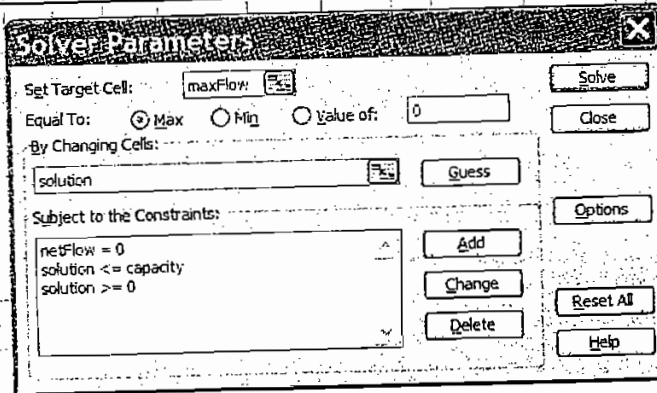 Solver Parameters
Set Target Cell: maxFlow Solve
Equal To: Max Min Value of: 0 Close
By Changing Cells:
solution Guess
Subject to the Constraints: Options
netFlow = 0 Add
solution <= capacity
solution >= 0 Change
Reset All
Delete
Help